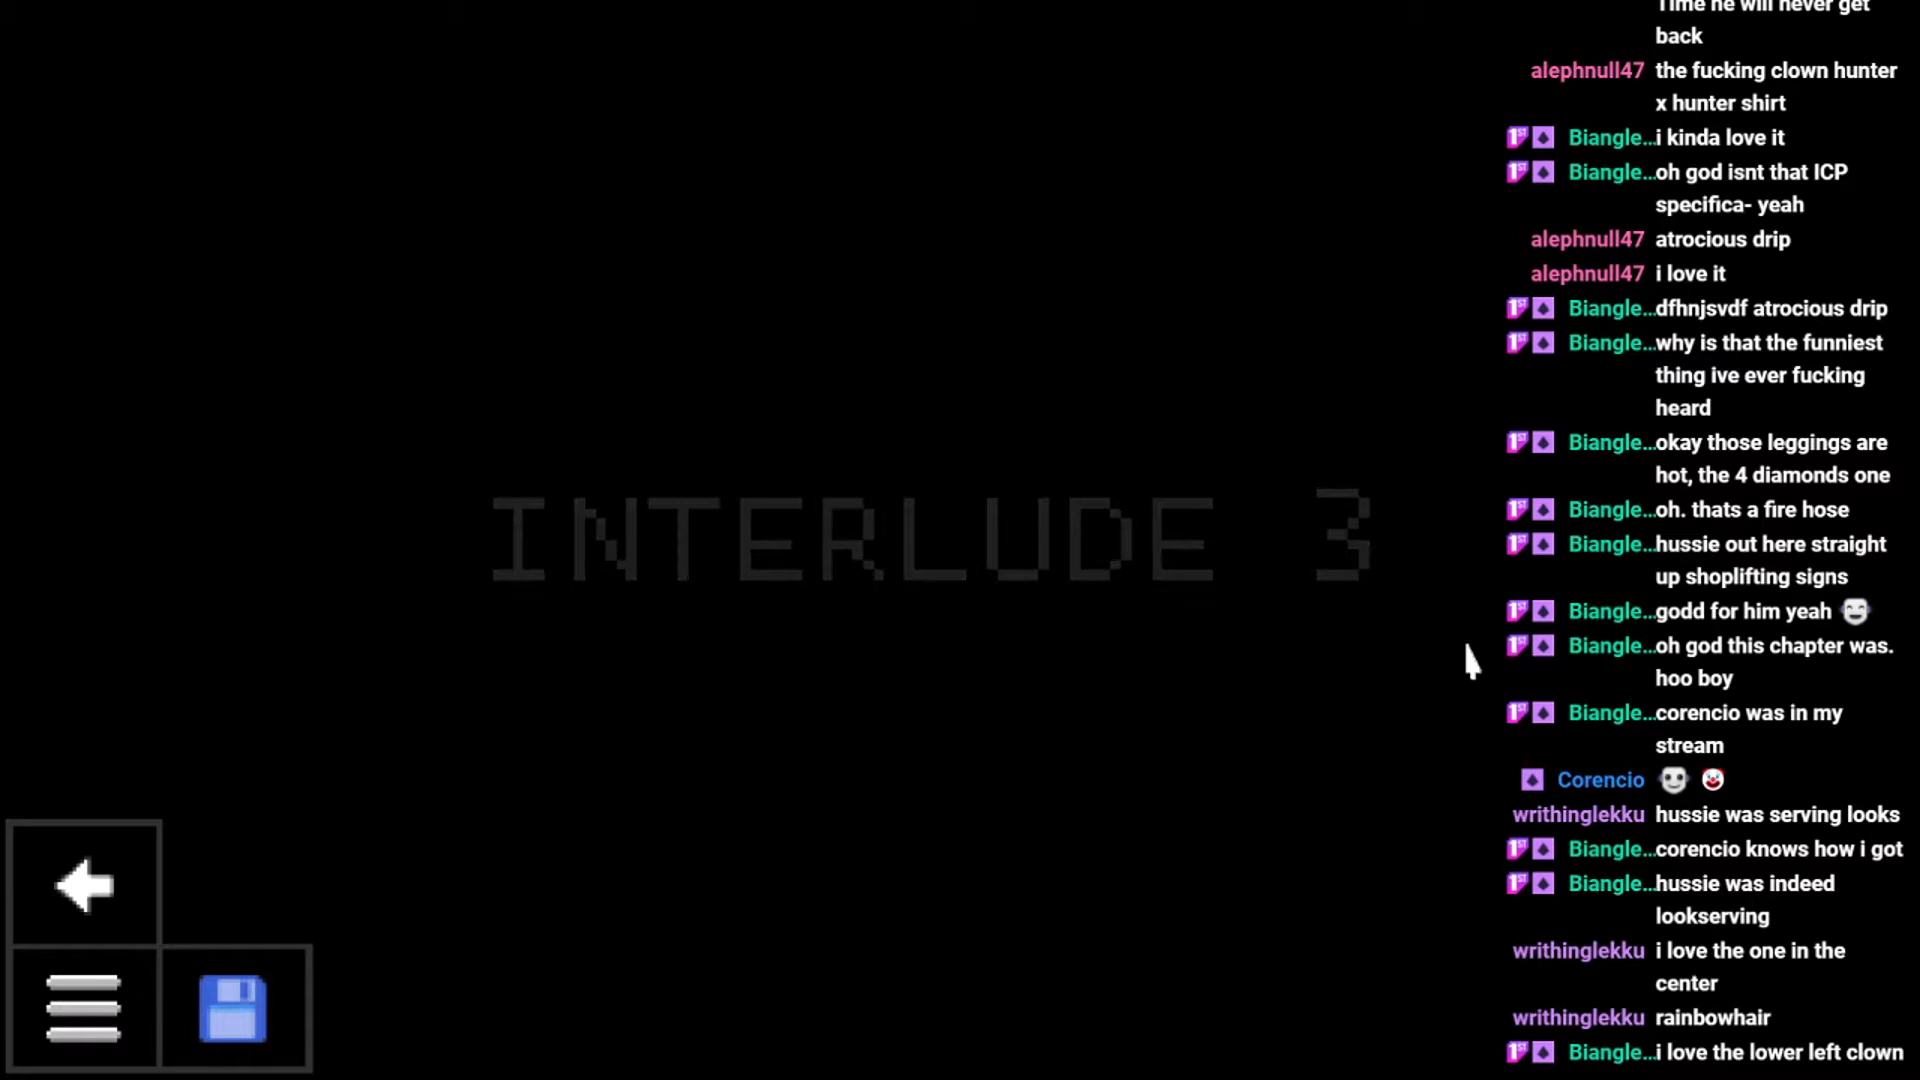 Time he will never get
back
alephnull47 the fucking clown hunter
x hunter shirt
Biangle...i kinda love it
Biangle...oh god isnt that ICP
specifica- yeah
alephnull47 atrocious drip
alephnull47 i love it
Biangle...dfhnjsvdf atrocious drip
Biangle...why is that the funniest
thing ive ever fucking
heard
Biangle...okay those leggings are
hot, the 4 diamonds one
Biangle...oh. thats a fire hose
Biangle...hussie out here straight
up shoplifting signs
Biangle...godd for him yeah
Biangle...oh god this chapter was.
hoo boy
Biangle...corencio was in my
stream
Corencio
writhinglekku hussie was serving looks
Biangle...corencio knows how i got
Biangle...hussie was indeed
lookserving
writhinglekku i love the one in the
center
writhinglekku rainbowhair
Biangle...i love the lower left clown
INTERLUDE 3